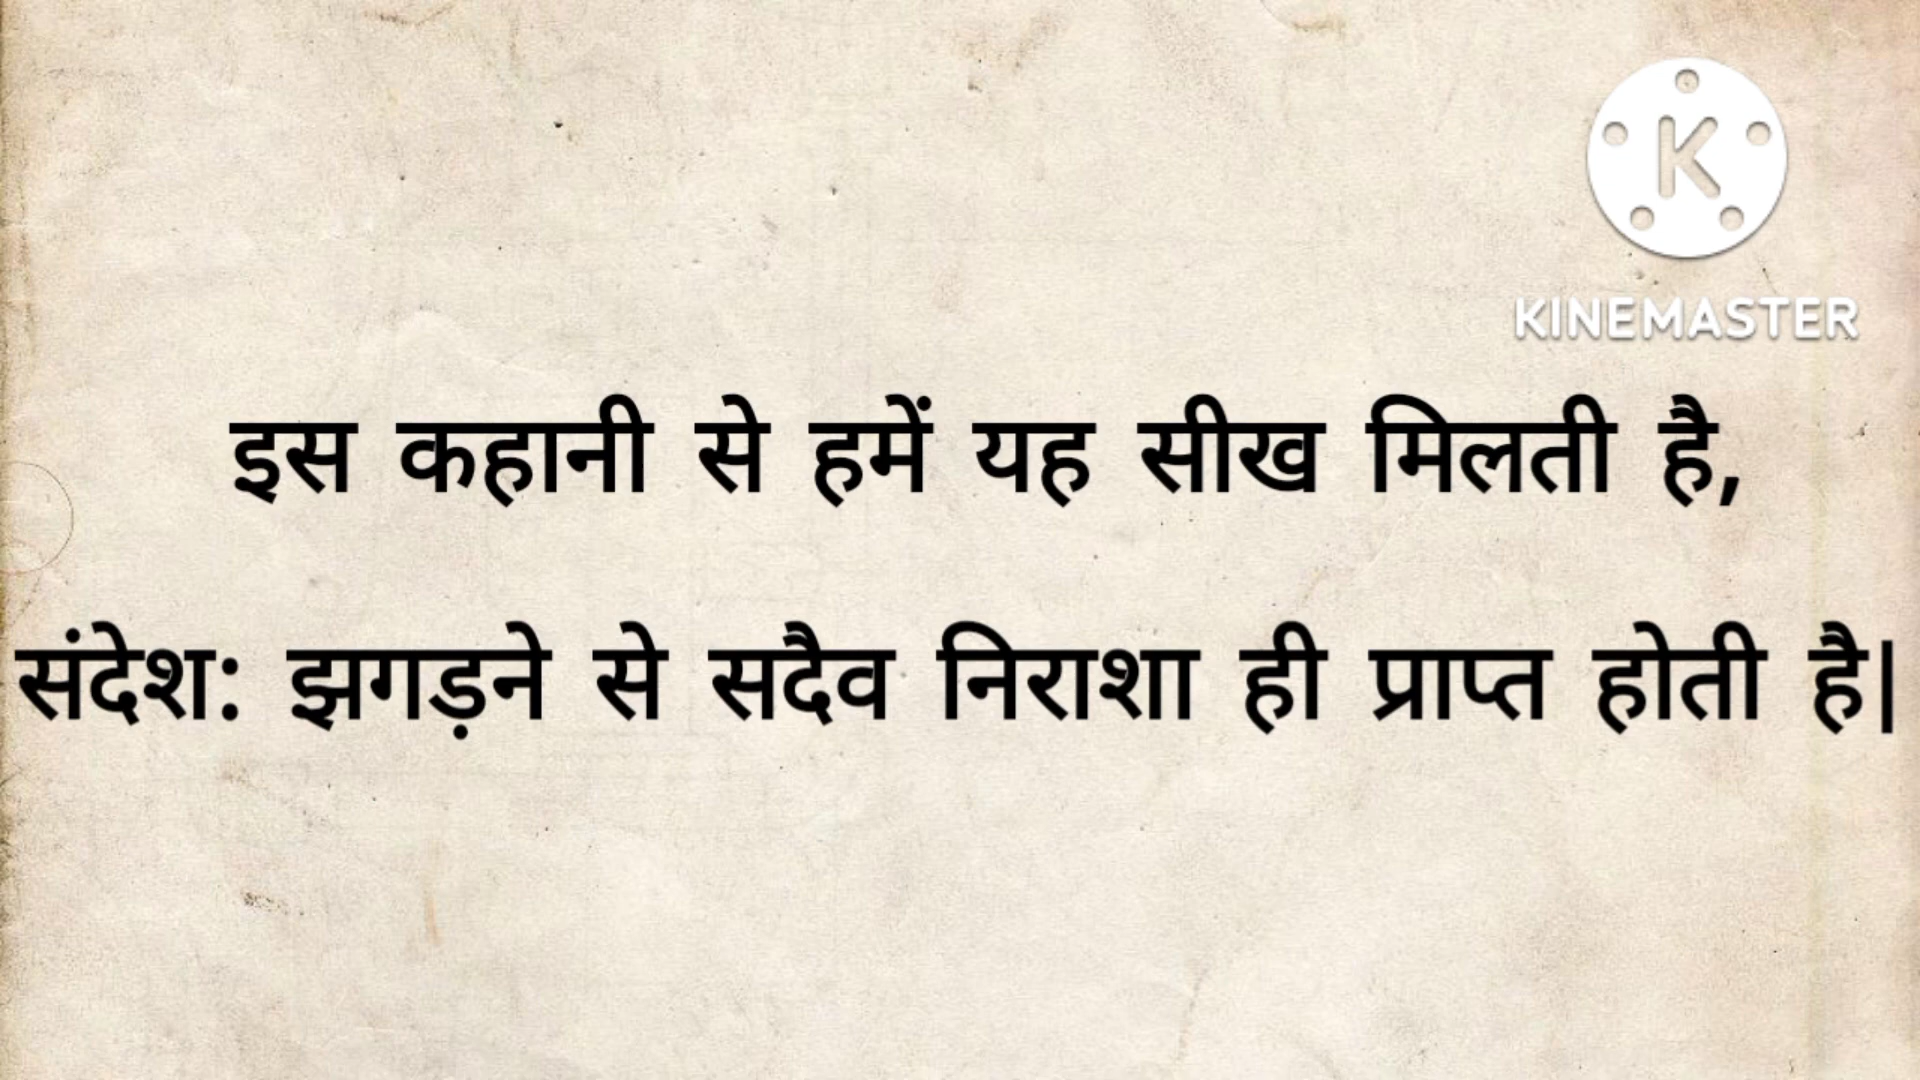 KINEMASTER
इस कहानी से हमें यह सीख मिलती है,
संदेश: झगड़ने से सदैव निराशा ही प्राप्त होती है|